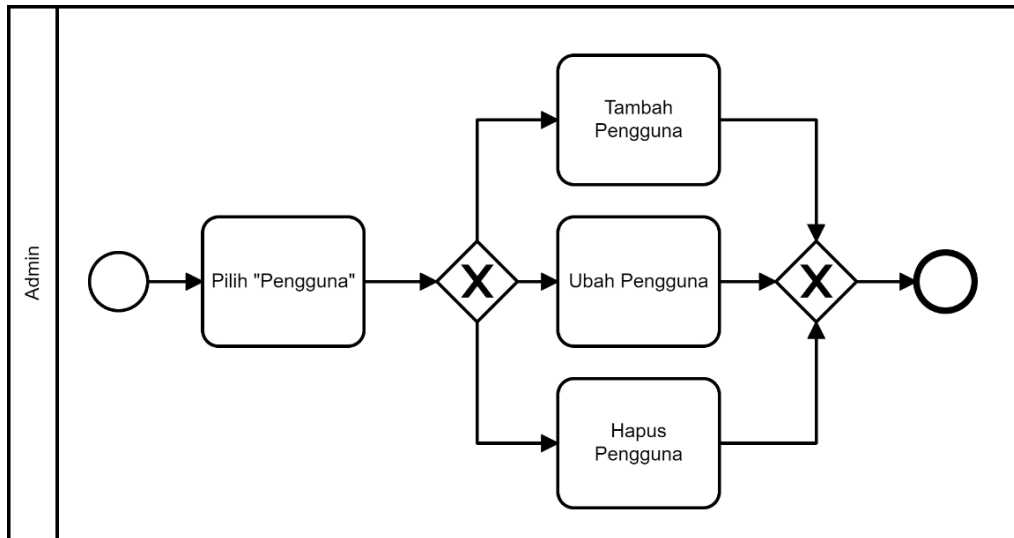 Admin
Pilih "Pengguna"
X
Tambah
Pengguna
Ubah Pengguna
Hapus
Pengguna
X